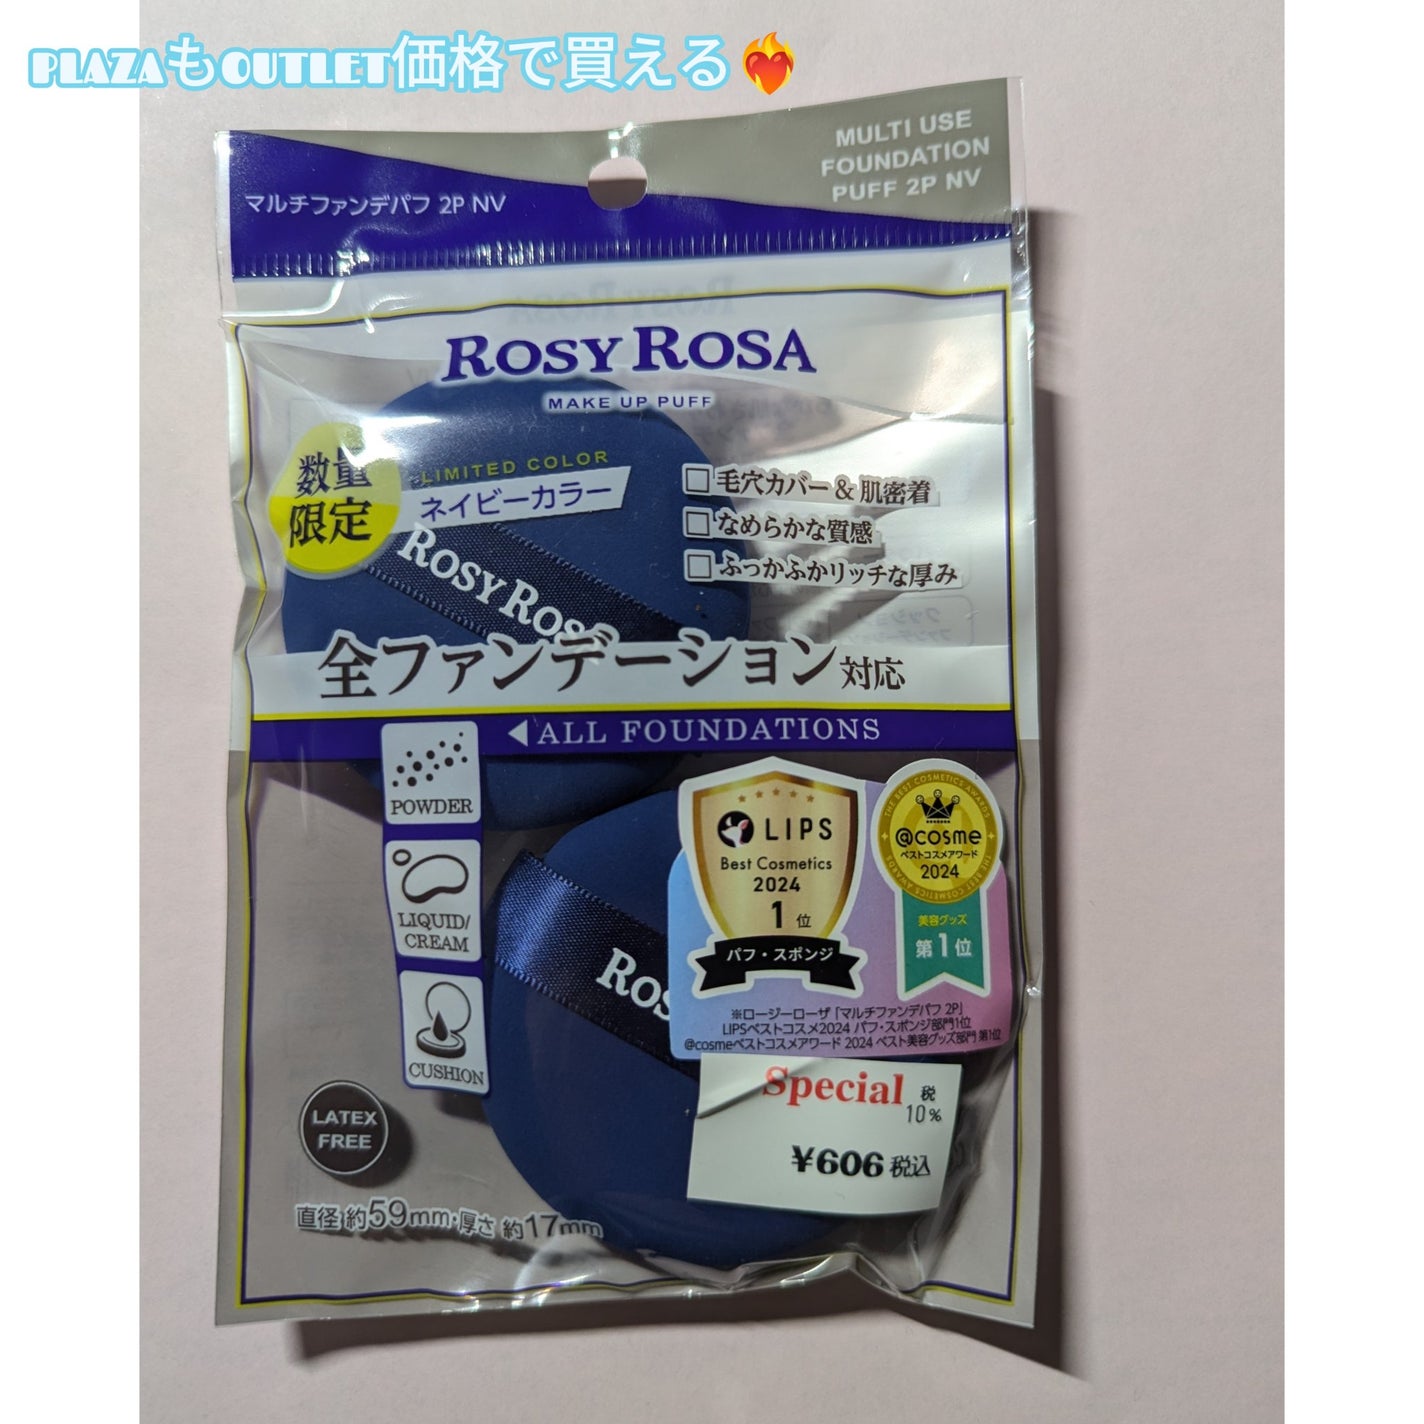 PLAZAもOUTLET価格で買える❤️‍🔥
MULTI USE
FOUNDATION
PUFF 2P NV
マルチファンデパフ 2P NV
ROSY ROSA
MAKE UP PUFF
数量
限定
LIMITED COLOR
ネイビーカラー
□毛穴カバー&肌密着
□なめらかな質感
□ふっかふかリッチな厚み
ROSY ROSA
全ファンデーション対応
◀ALL FOUNDATIONS
POWDER
LIQUID/
CREAM
CUSHION
LIPS
Best Cosmetics
2024
1位
パフ・スポンジ
THE BEST COSMETICS AWARDS
@cosme
ベストコスメアワード
2024
美容グッズ
第1位
ROS
※ロージーローザ「マルチファンデパフ 2P」
LIPSベストコスメ2024 パフ・スポンジ部門1位
@cosmeベストコスメアワード 2024 ベスト美容グッズ部門 第1位
Special 税
10%
¥606 税込
LATEX
FREE
直径 約59mm・厚さ 約17mm